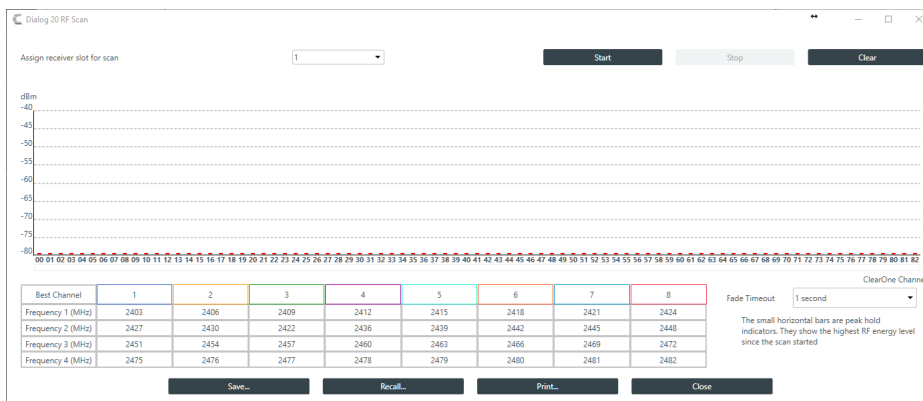 Dialog 20 RF Scan
Assign receiver slot for scan 1 Start Stop Clear
dBm
-40
-45
-50
-55
-60
-65
-70
-75
-80
00 01 02 03 04 05 06 07 08 09 10 11 12 13 14 15 16 17 18 19 20 21 22 23 24 25 26 27 28 29 30 31 32 33 34 35 36 37 38 39 40 41 42 43 44 45 46 47 48 49 50 51 52 53 54 55 56 57 58 59 60 61 62 63 64 65 66 67 68 69 70 71 72 73 74 75 76 77 78 79 80 81 82
ClearOne Channe
Best Channel 1 2 3 4 5 6 7 8
Frequency 1 (MHz) 2403 2406 2409 2412 2415 2418 2421 2424
Frequency 2 (MHz) 2427 2430 2422 2436 2439 2442 2445 2448
Frequency 3 (MHz) 2451 2454 2457 2460 2463 2466 2469 2472
Frequency 4 (MHz) 2475 2476 2477 2478 2479 2480 2481 2482
Fade Timeout 1 second
The small horizontal bars are peak hold
indicators. They show the highest RF energy level
since the scan started
Save... Recall... Print... Close